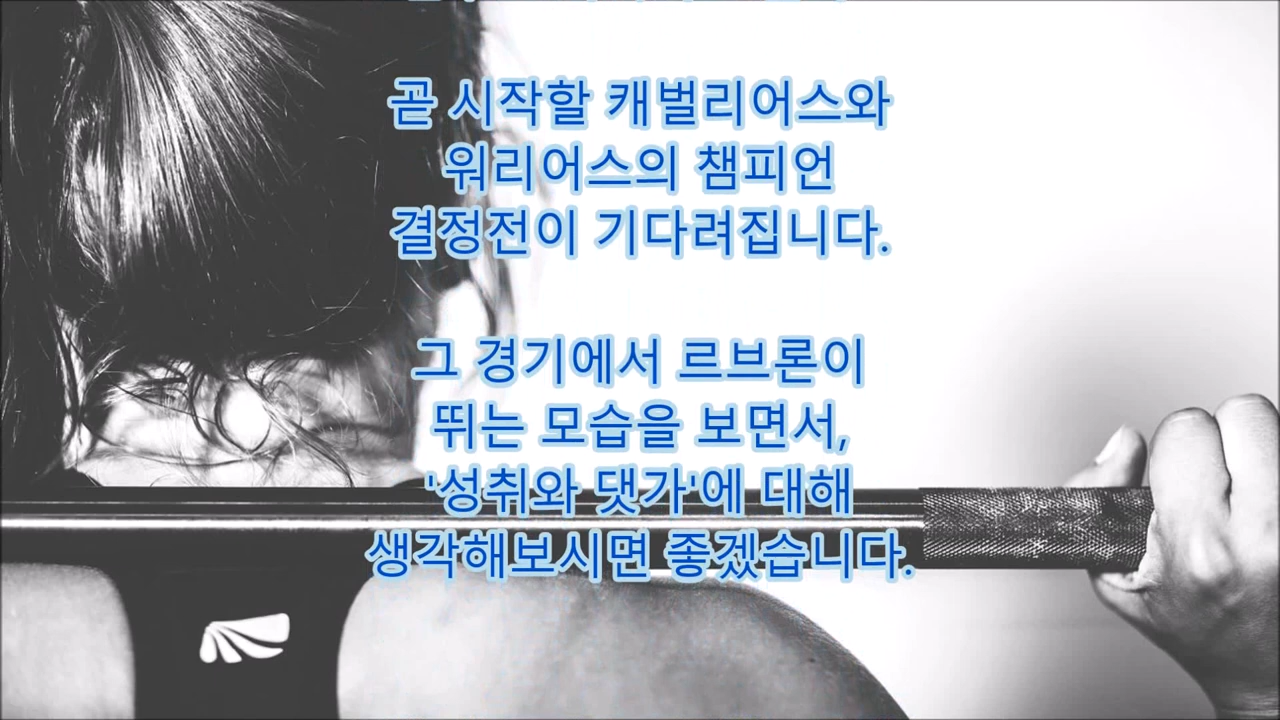 곧 시작할 캐벌리어스와
워리어스의 챔피언
결정전이 기다려집니다.
그 경기에서 르브론이
뛰는 모습을 보면서,
'성취와 댓가'에 대해
생각해보시면 좋겠습니다.